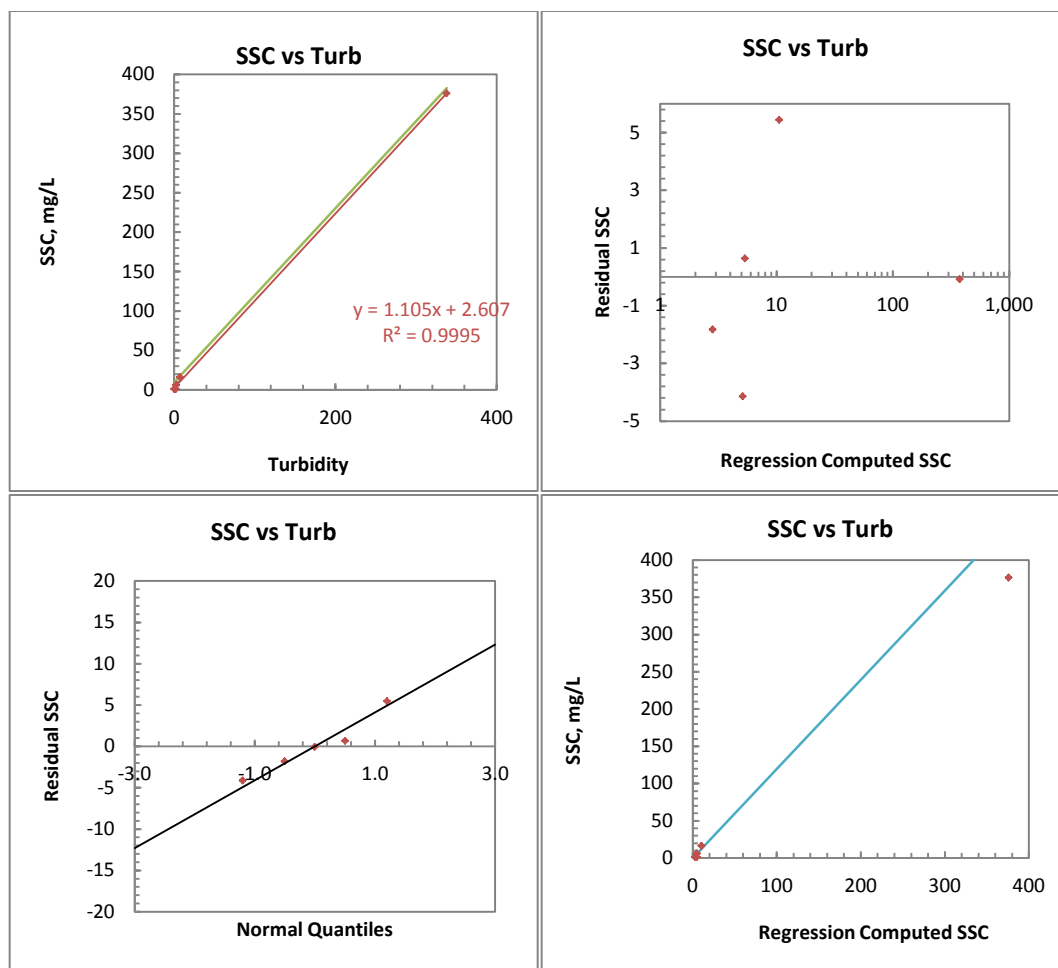 SSC vs Turb
400
350
300
250
200
150
100
50
0
SSC, mg/L
y = 1.105x + 2.607
R² = 0.9995
0 200 400
Turbidity
SSC vs Turb
5
3
1
-1
-3
-5
Residual SSC
1 10 100 1,000
Regression Computed SSC
SSC vs Turb
20
15
10
5
0
-5
-10
-15
-20
Residual SSC
-3.0 -1.0 1.0 3.0
Normal Quantiles
SSC vs Turb
400
350
300
250
200
150
100
50
0
SSC, mg/L
0 100 200 300 400
Regression Computed SSC